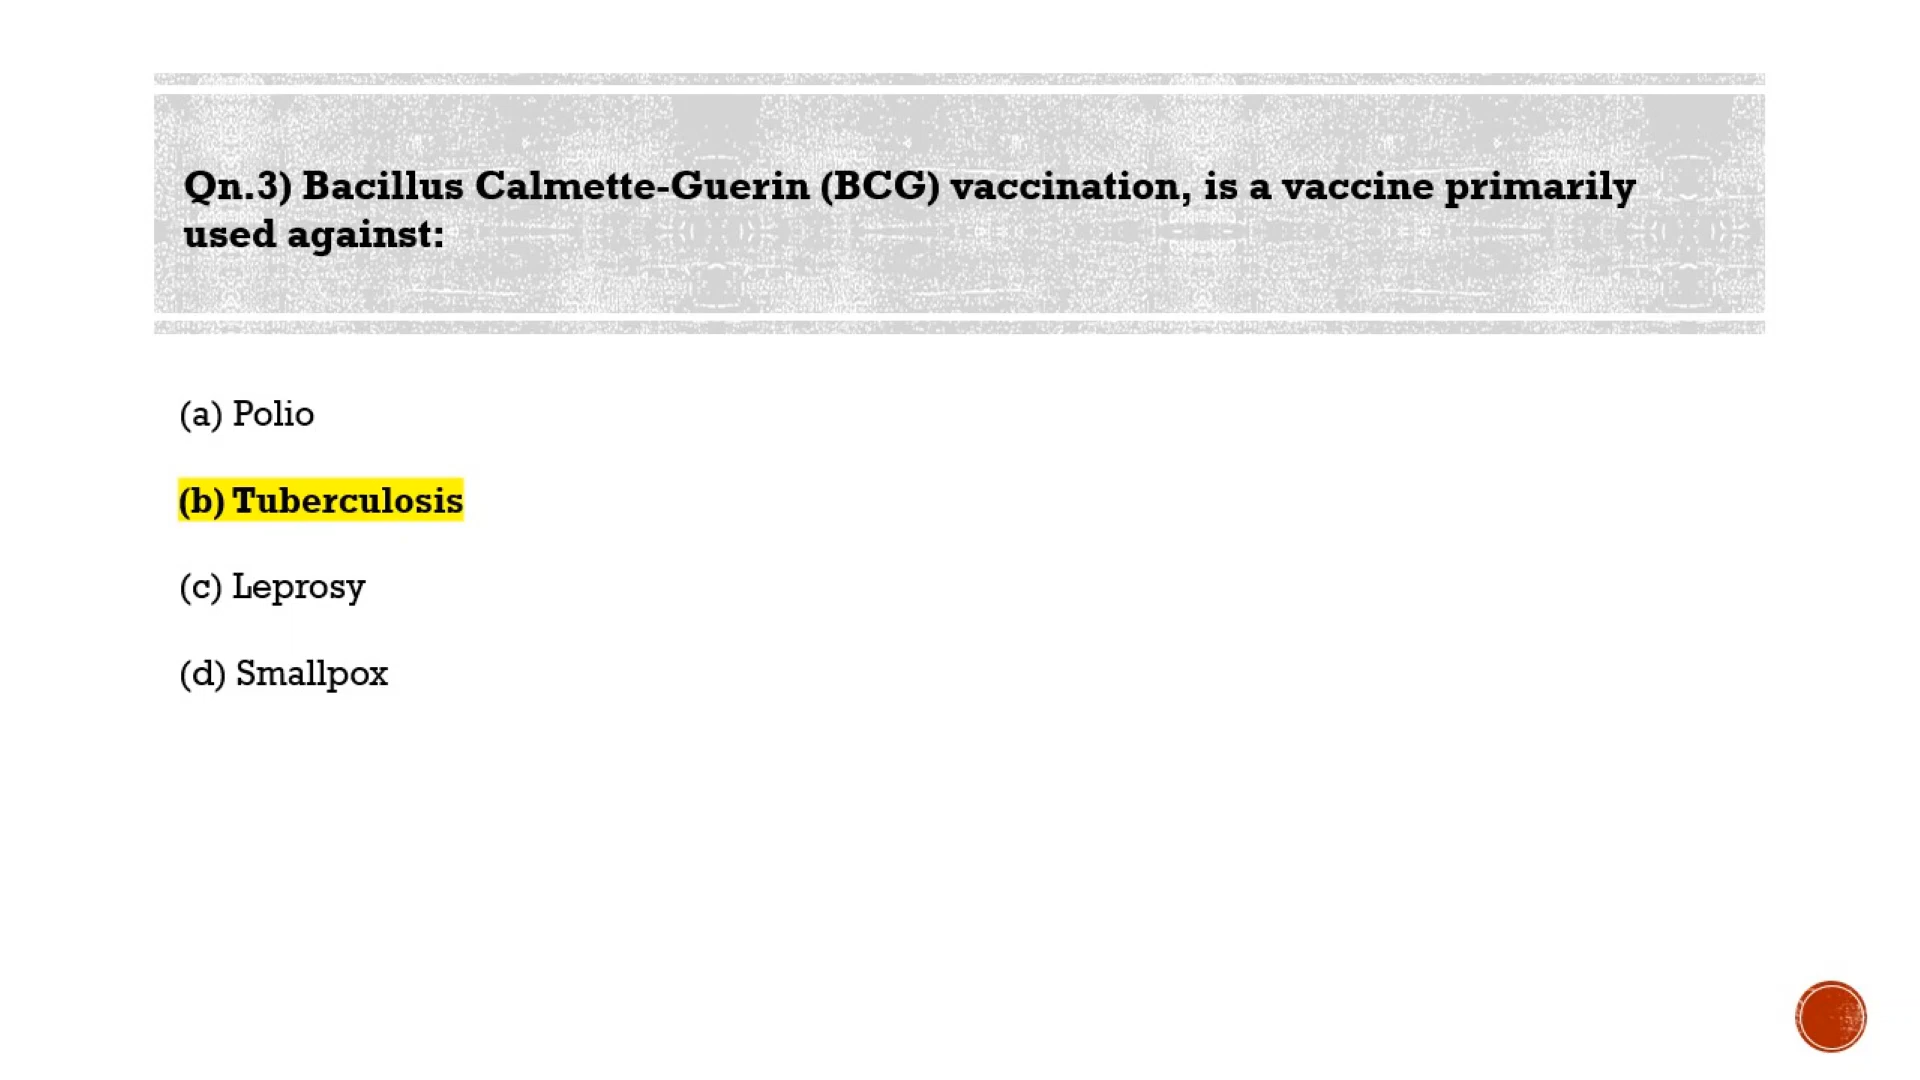 Qn.3) Bacillus Calmette-Guerin (BCG) vaccination, is a vaccine primarily
used against:
(a) Polio
(b) Tuberculosis
(c) Leprosy
(d) Smallpox